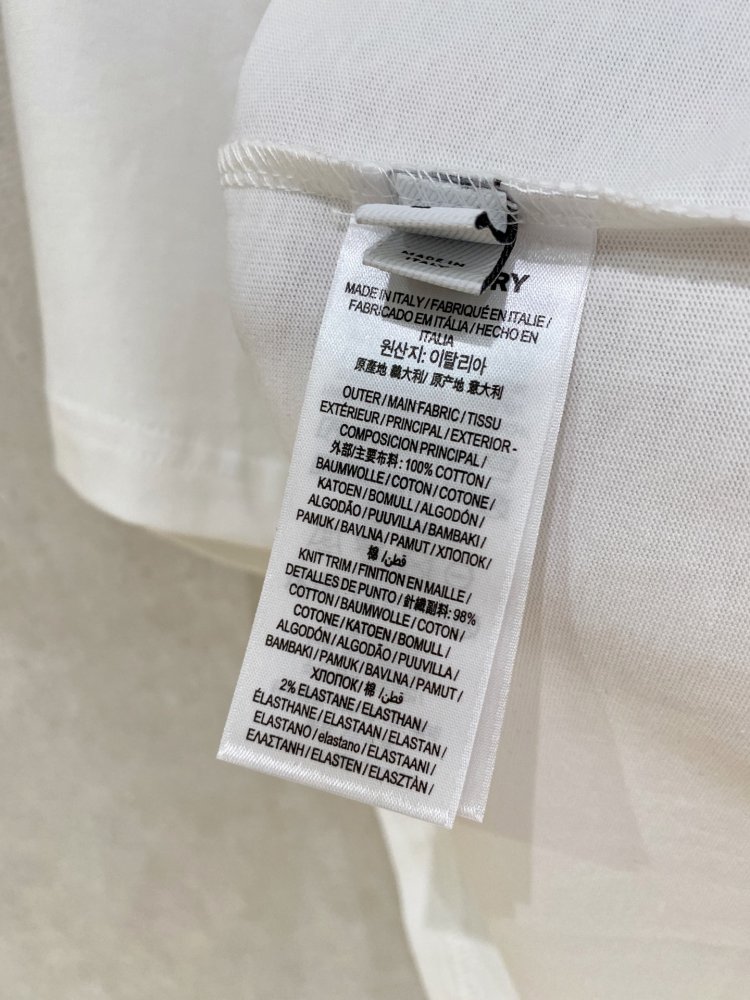 MADE IN
ITALY
RY
MADE IN ITALY / FABRIQUÉ EN ITALIE /
FABRICADO EM ITÁLIA / HECHO EN
ITALIA
원산지: 이탈리아
原產地 義大利/ 原产地 意大利
OUTER / MAIN FABRIC / TISSU
EXTÉRIEUR / PRINCIPAL / EXTERIOR -
COMPOSICION PRINCIPAL /
外部/主要布料: 100% COTTON /
BAUMWOLLE / COTON / COTONE /
KATOEN / BOMULL / ALGODÓN /
ALGODÃO / PUUVILLA / BAMBAKI /
PAMUK / BAVLNA / PAMUT / ХЛОПОК /
棉 /قطن/
KNIT TRIM / FINITION EN MAILLE /
DETALLES DE PUNTO / 針織副料: 98%
COTTON / BAUMWOLLE / COTON /
COTONE / KATOEN / BOMULL /
ALGODÓN / ALGODÃO / PUUVILLA /
BAMBAKI / PAMUK / BAVLNA / PAMUT /
ХЛОПОК / 棉 /قطن/
2% ELASTANE / ELASTHAN /
ÉLASTHANE / ELASTAAN / ELASTAN /
ELASTANO / elastano / ELASTAANI /
ΕΛΑΣΤΑΝΗ / ELASTEN / ELASZTÀN /